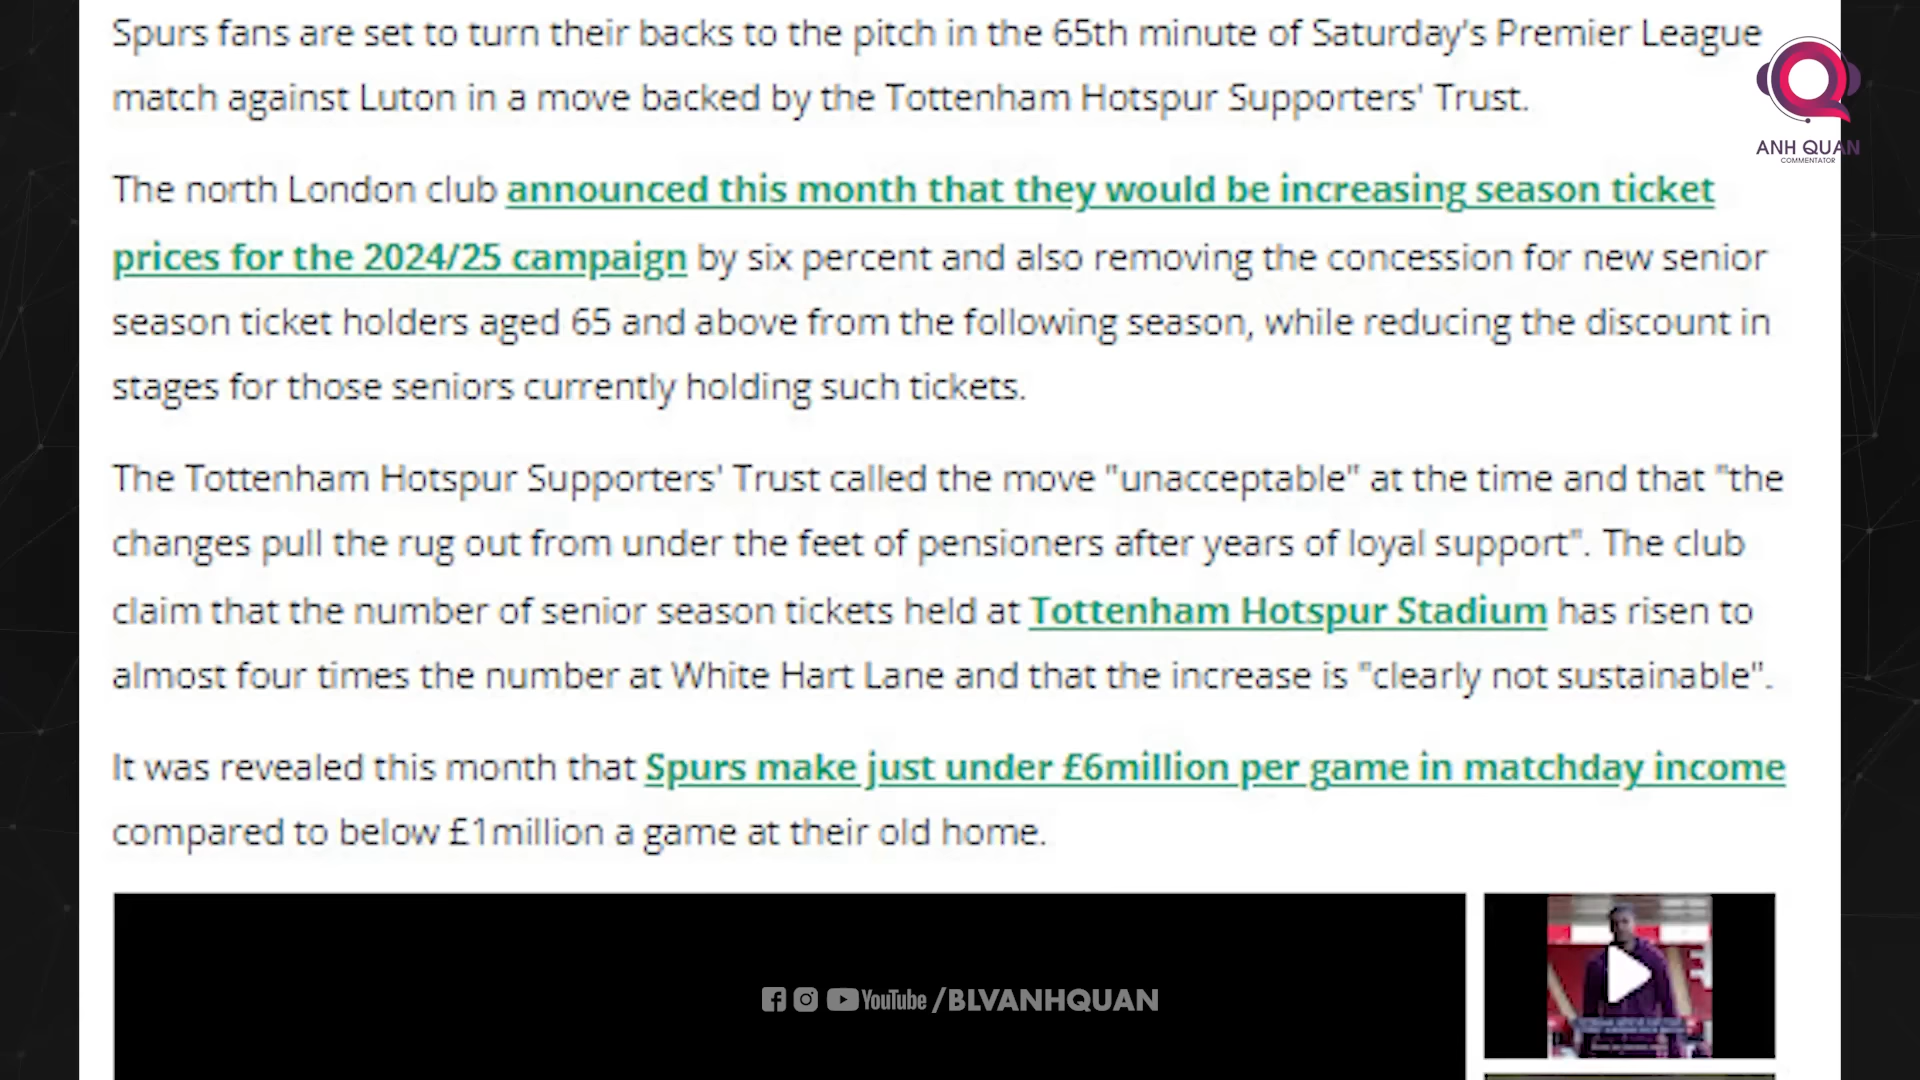 Spurs fans are set to turn their backs to the pitch in the 65th minute of Saturday's Premier League
match against Luton in a move backed by the Tottenham Hotspur Supporters' Trust.
ANH QUAN
COMMENTATOR
The north London club announced this month that they would be increasing season ticket
prices for the 2024/25 campaign by six percent and also removing the concession for new senior
season ticket holders aged 65 and above from the following season, while reducing the discount in
stages for those seniors currently holding such tickets.
The Tottenham Hotspur Supporters' Trust called the move "unacceptable" at the time and that "the
changes pull the rug out from under the feet of pensioners after years of loyal support". The club
claim that the number of senior season tickets held at Tottenham Hotspur Stadium has risen to
almost four times the number at White Hart Lane and that the increase is "clearly not sustainable".
It was revealed this month that Spurs make just under £6million per game in matchday income
compared to below £1million a game at their old home.
YouTube /BLVANHQUAN